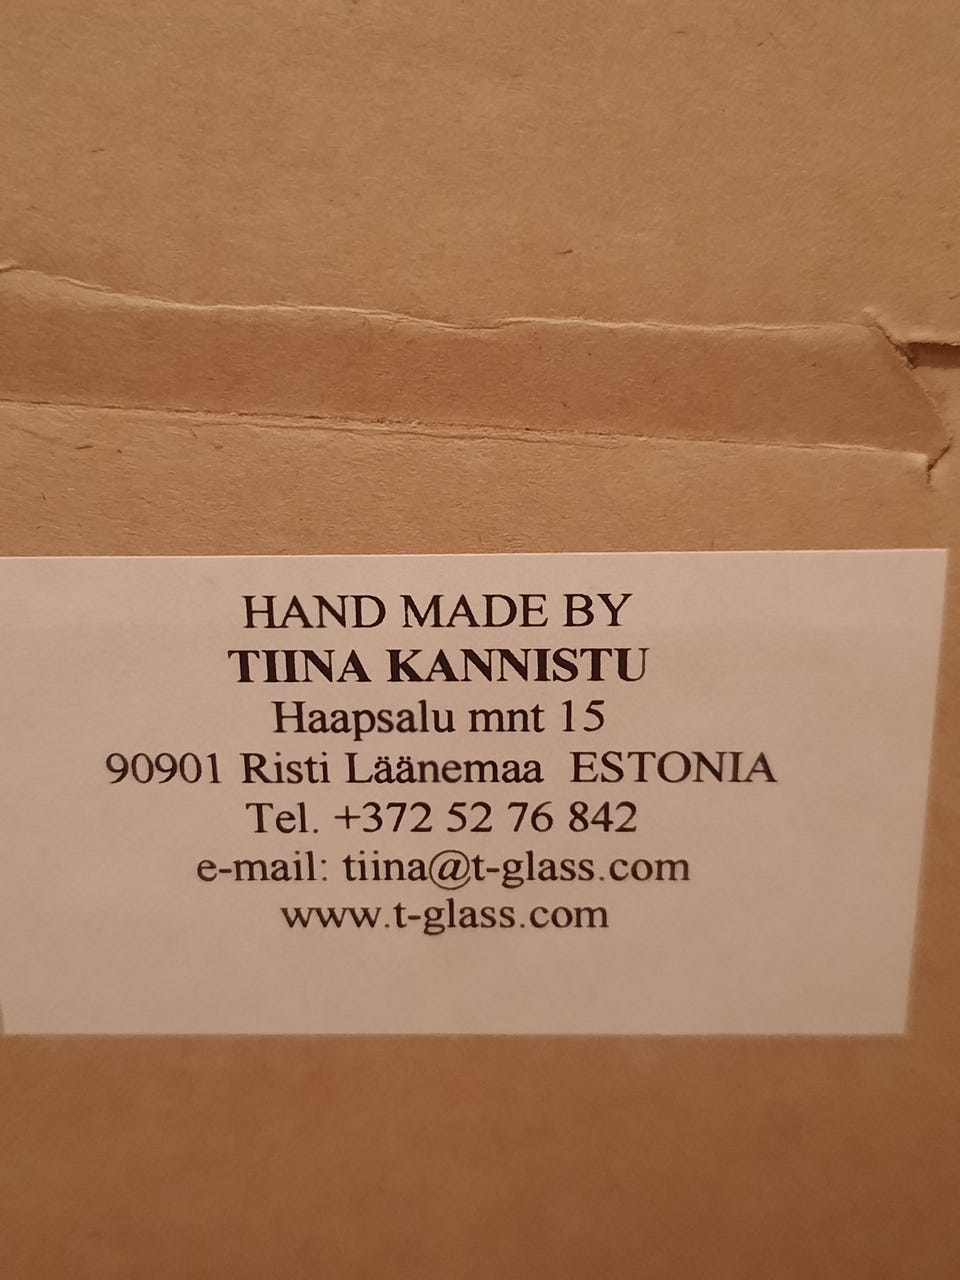 HAND MADE BY
TIINA KANNISTU
Haapsalu mnt 15
90901 Risti Läänemaa ESTONIA
Tel. +372 52 76 842
e-mail: tiina@t-glass.com
www.t-glass.com